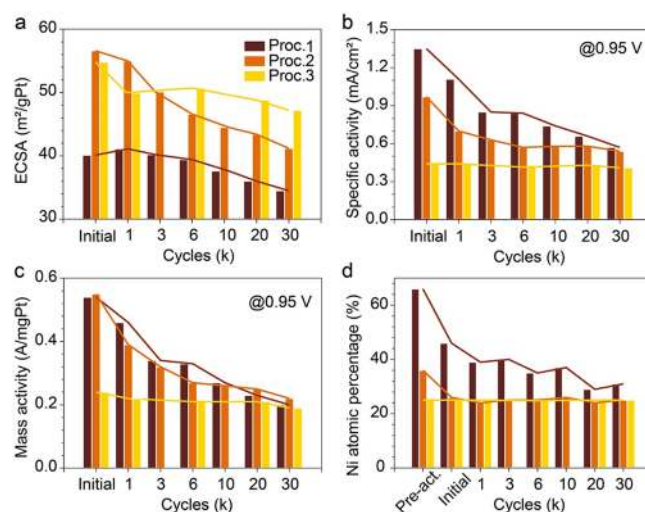 a
60
50
40
30
ECSA (m²/gPt)
Proc.1
Proc.2
Proc.3
Initial 1 3 6 10 20 30
Cycles (k)
b
@0.95 V
1.5
1.2
0.9
0.6
0.3
0.0
Specific activity (mA/cm²)
Initial 1 3 6 10 20 30
Cycles (k)
c
@0.95 V
0.6
0.4
0.2
0.0
Mass activity (A/mgPt)
Initial 1 3 6 10 20 30
Cycles (k)
d
60
40
20
0
Ni atomic percentage (%)
Pre-act. Initial 1 3 6 10 20 30
Cycles (k)